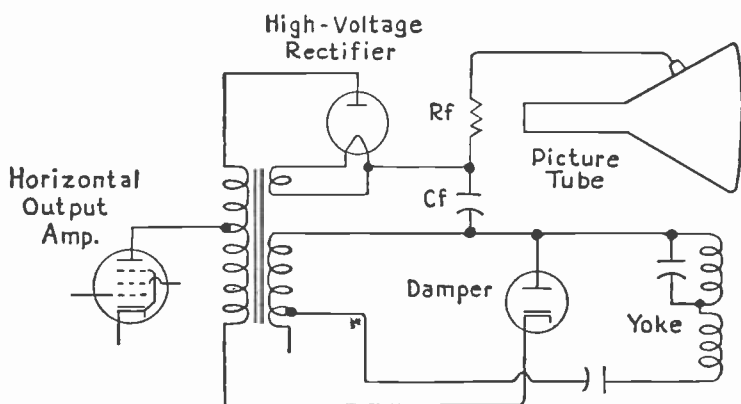 High-Voltage
Rectifier
Rf
Picture
Tube
Horizontal
Output
Amp.
Cf
Damper
Yoke